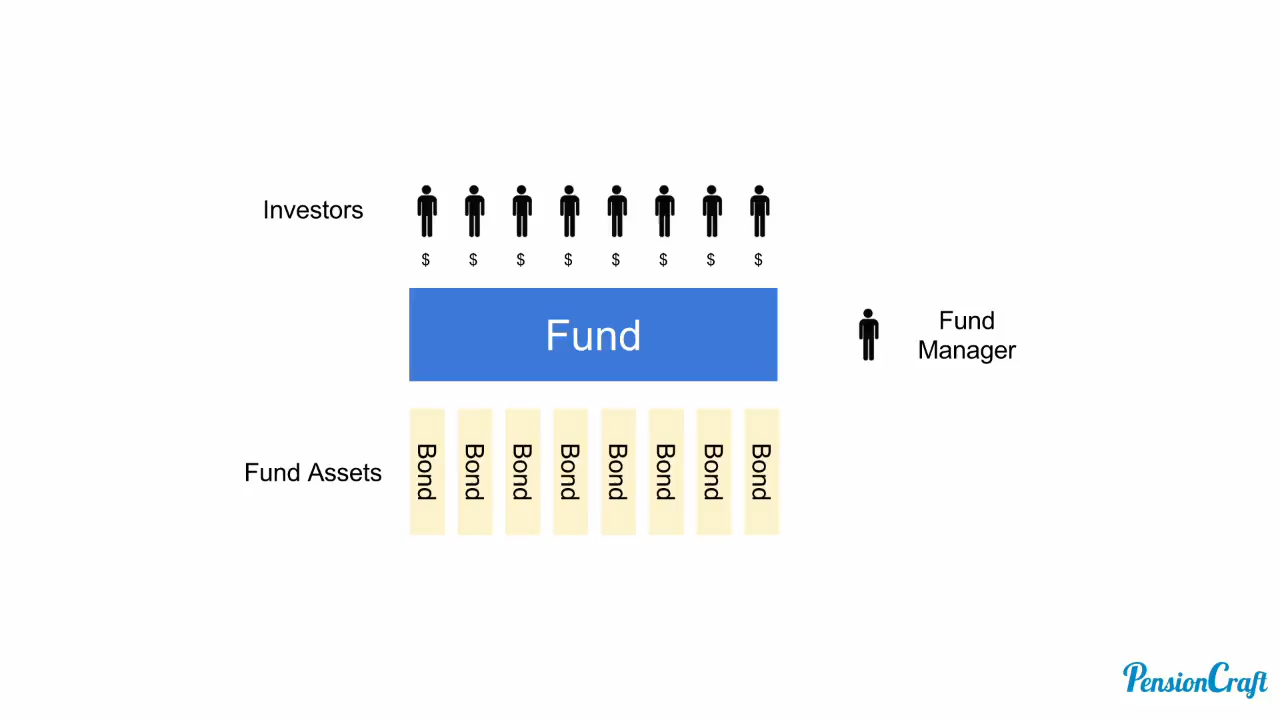 Investors
$ $ $ $ $ $ $ $
Fund
Fund
Manager
Fund Assets
Bond
Bond
Bond
Bond
Bond
Bond
Bond
Bond
PensionCraft